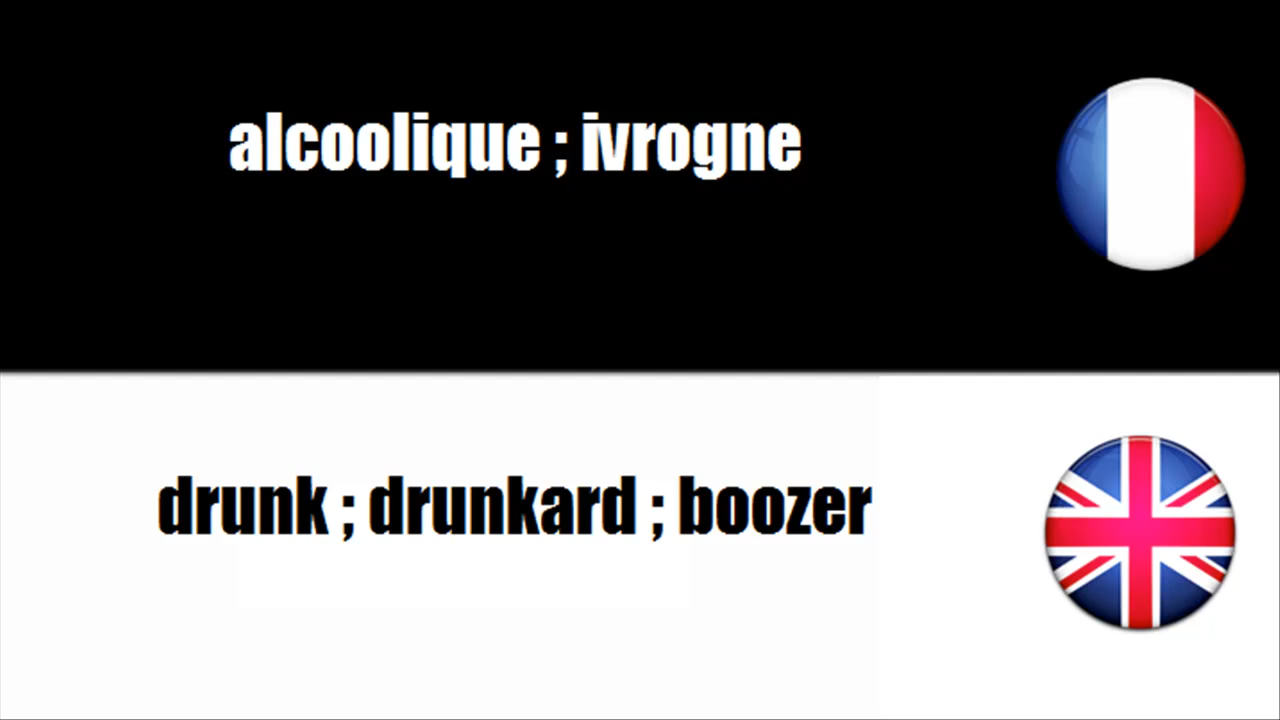 alcoolique ; ivrogne
drunk ; drunkard ; boozer